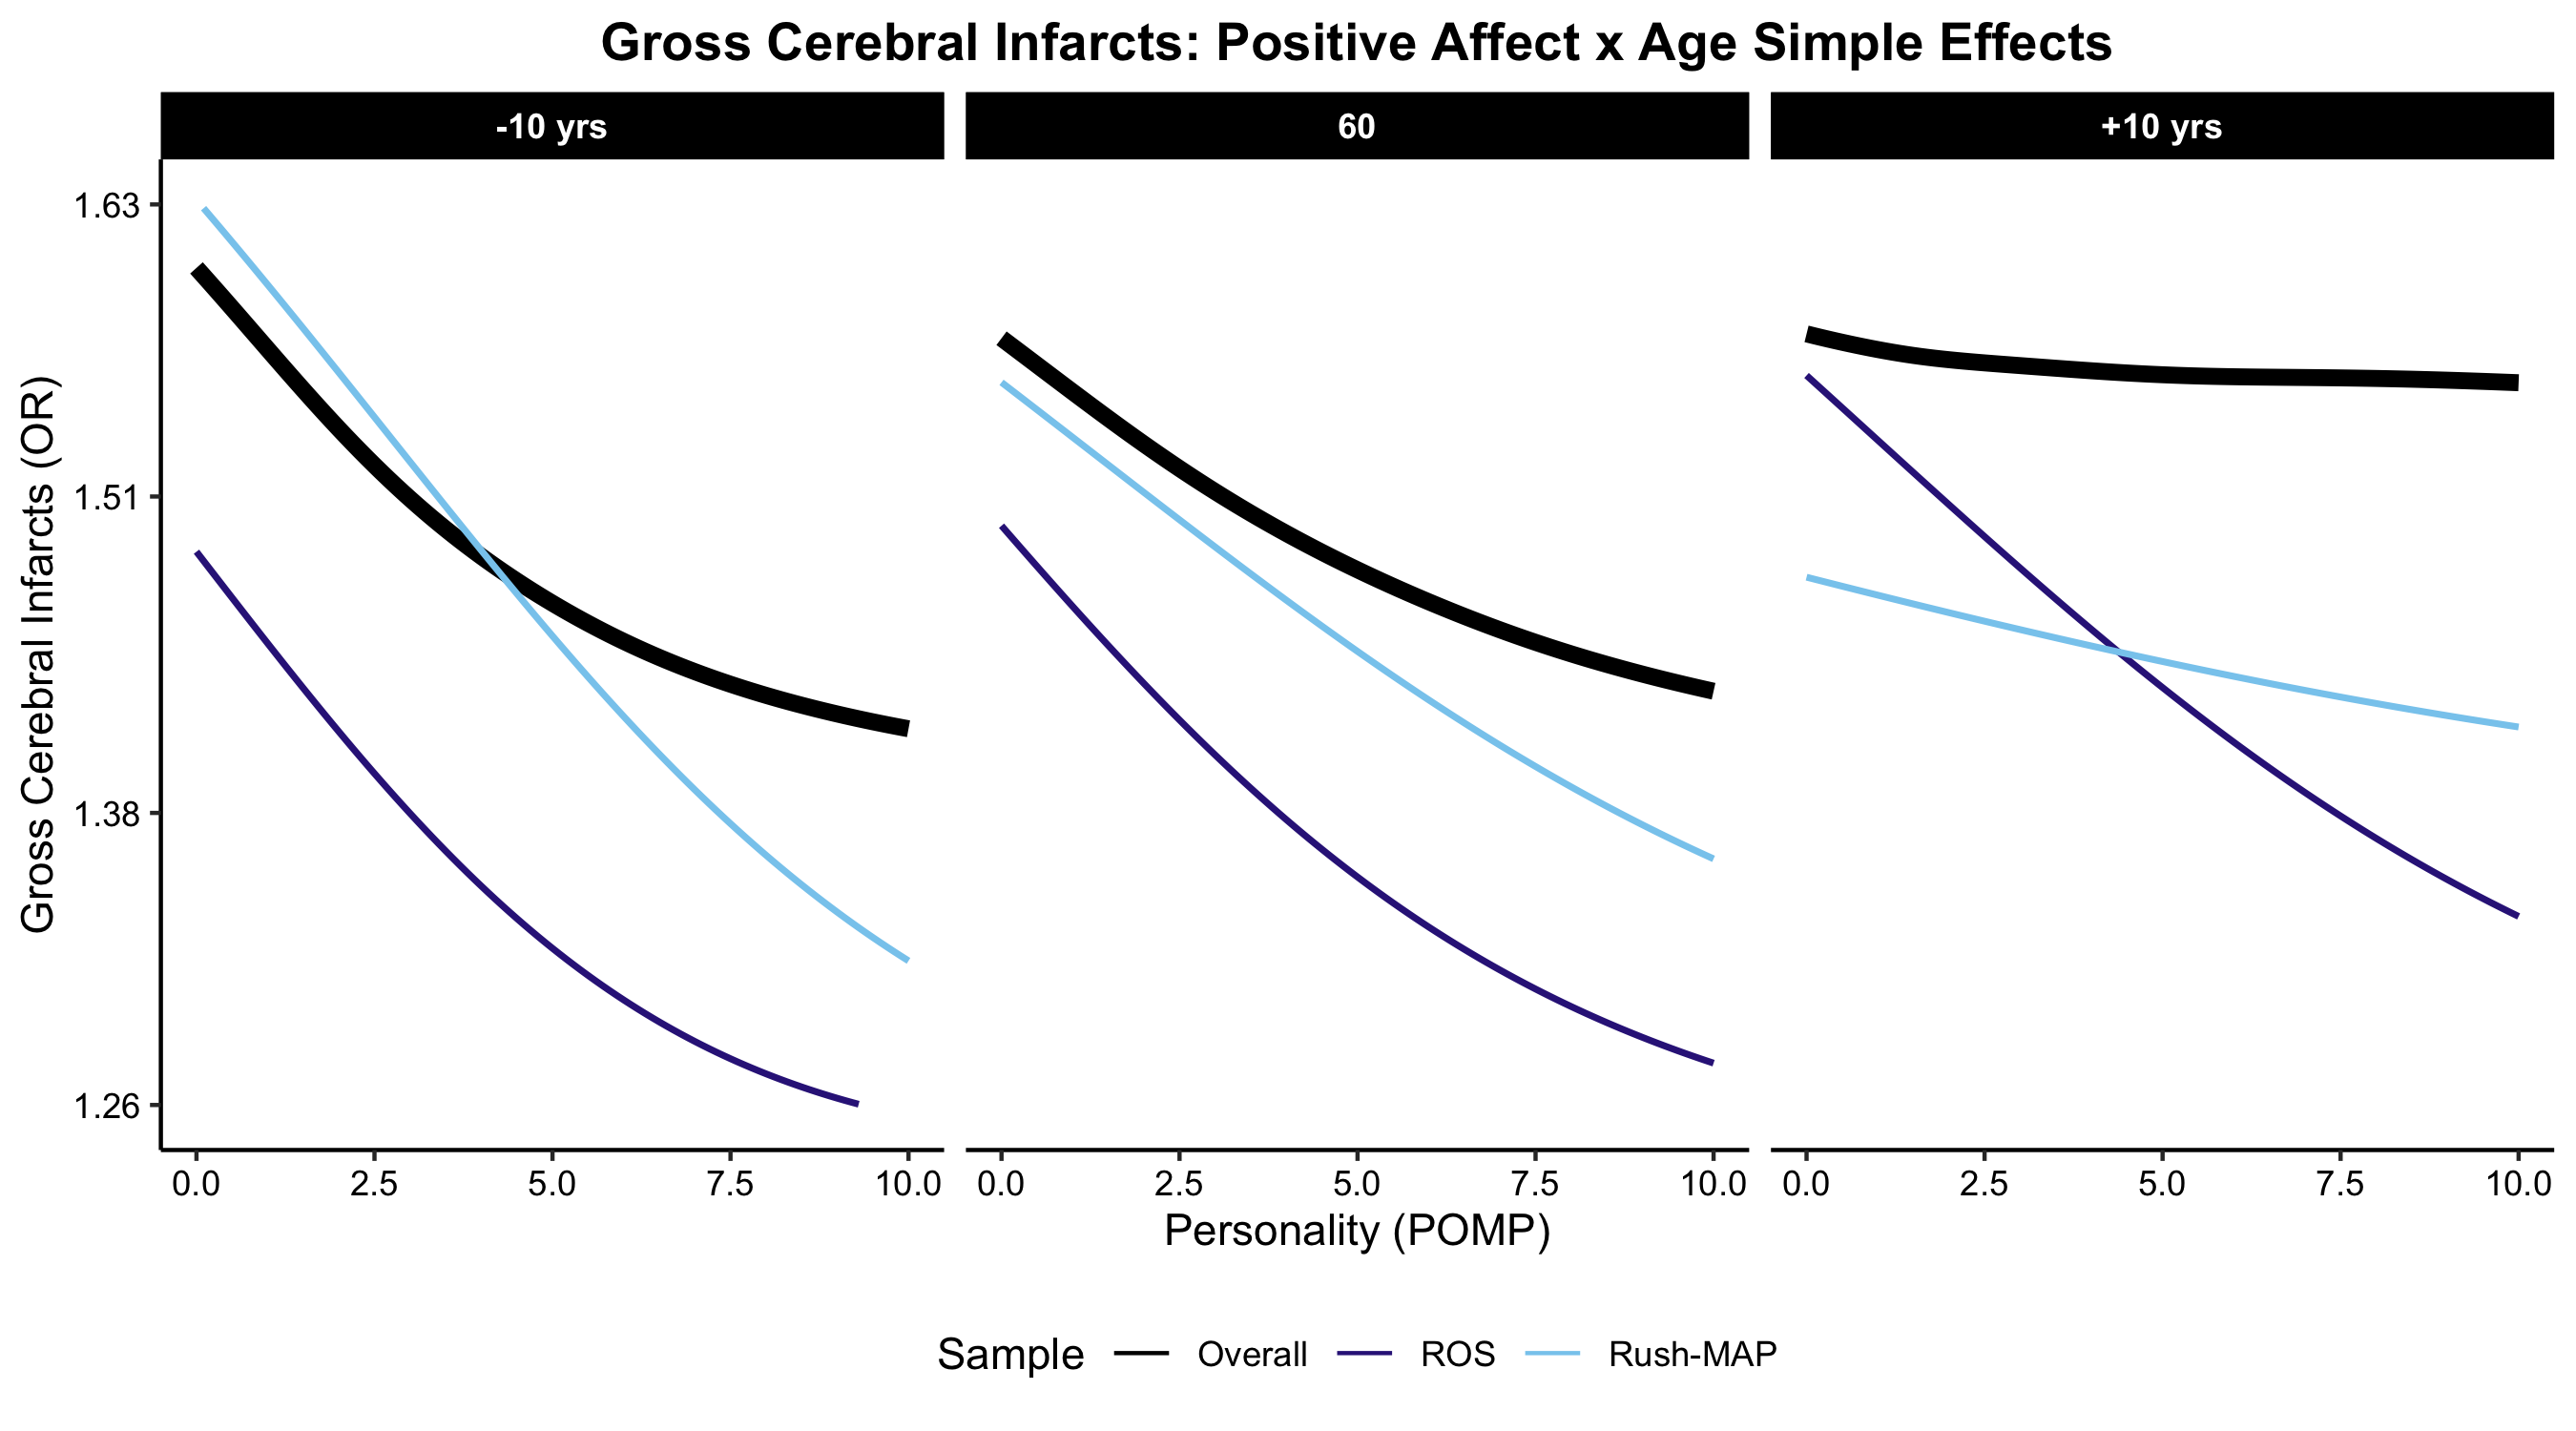 Gross Cerebral Infarcts: Positive Affect x Age Simple Effects
-10 yrs
60
+10 yrs
Gross Cerebral Infarcts (OR)
1.63
1.51
1.38
1.26
0.0 2.5 5.0 7.5 10.0
0.0 2.5 5.0 7.5 10.0
0.0 2.5 5.0 7.5 10.0
Personality (POMP)
Sample Overall ROS Rush-MAP